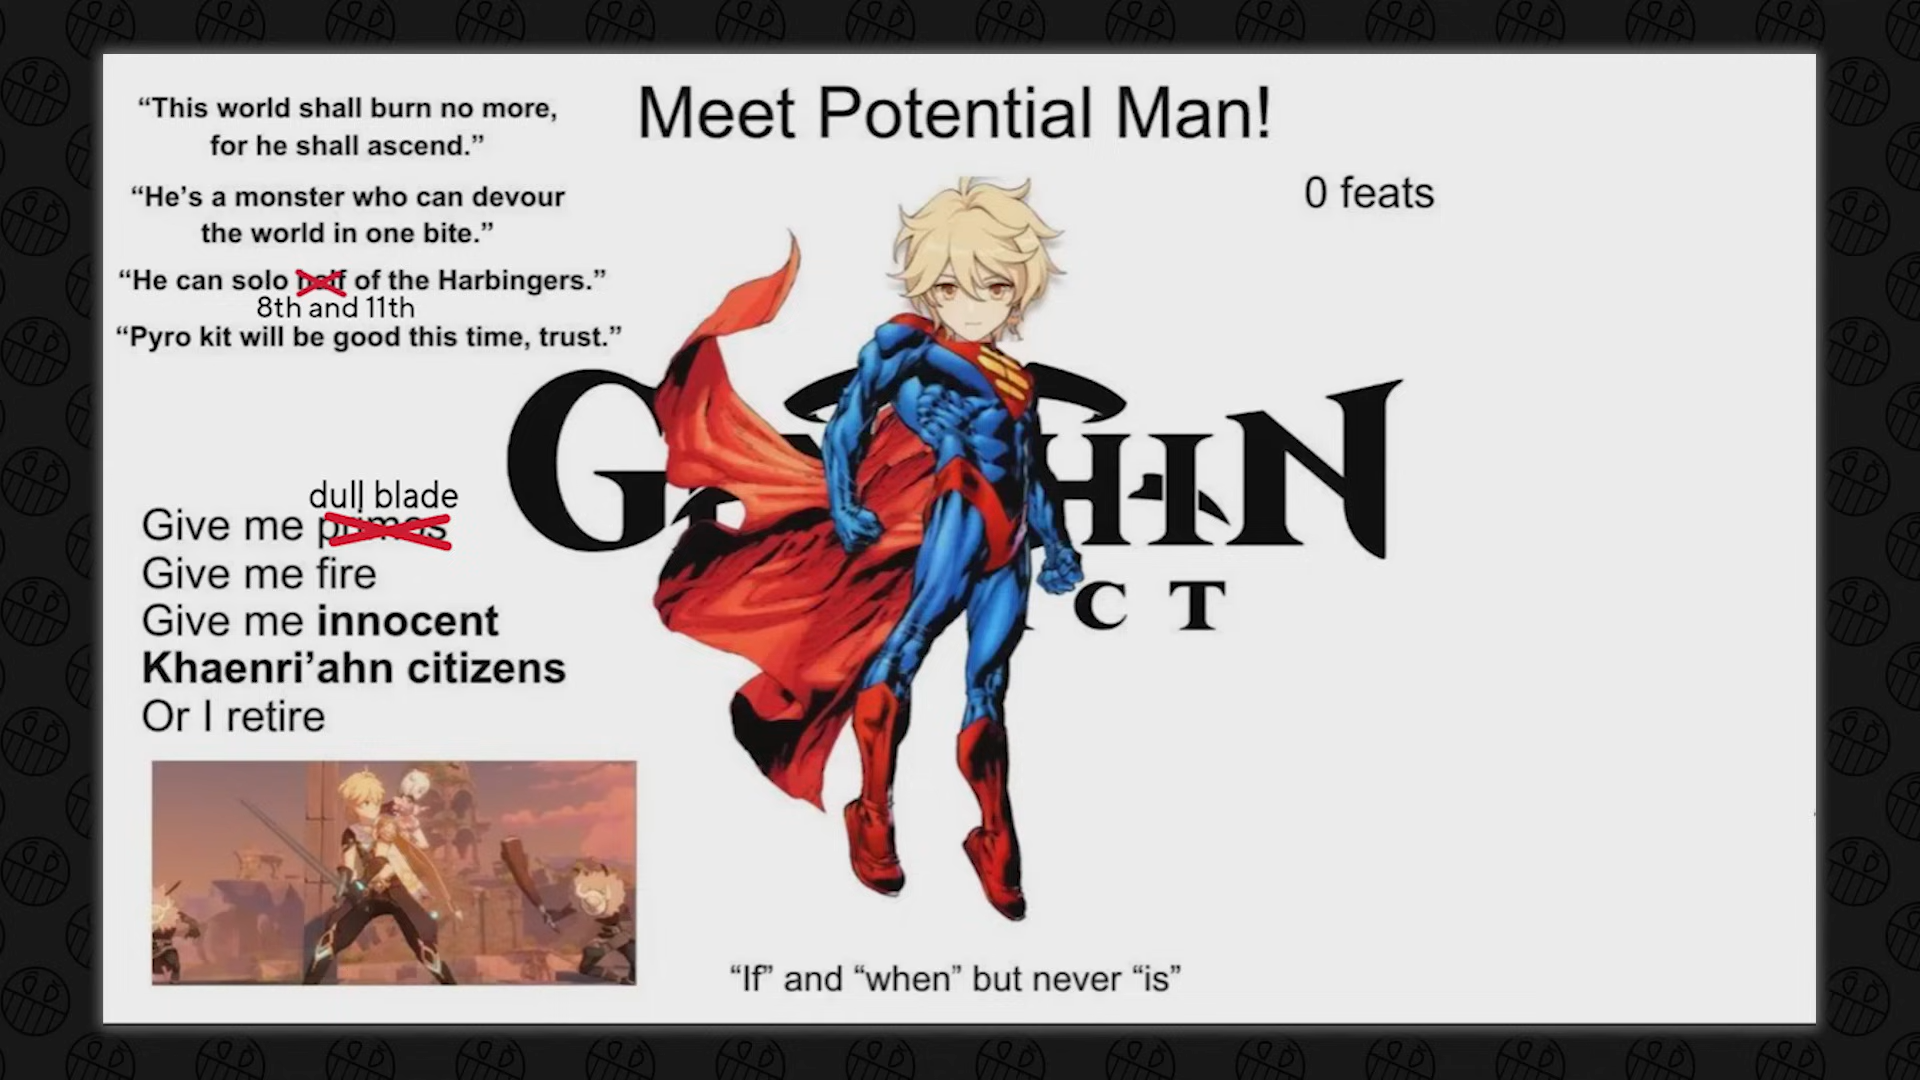 Meet Potential Man!
“This world shall burn no more,
for he shall ascend.”
“He’s a monster who can devour
the world in one bite.”
“He can solo half of the Harbingers.”
8th and 11th
“Pyro kit will be good this time, trust.”
0 feats
G HIN
CT
dull blade
Give me primos
Give me fire
Give me innocent
Khaenri’ahn citizens
Or I retire
“If” and “when” but never “is”